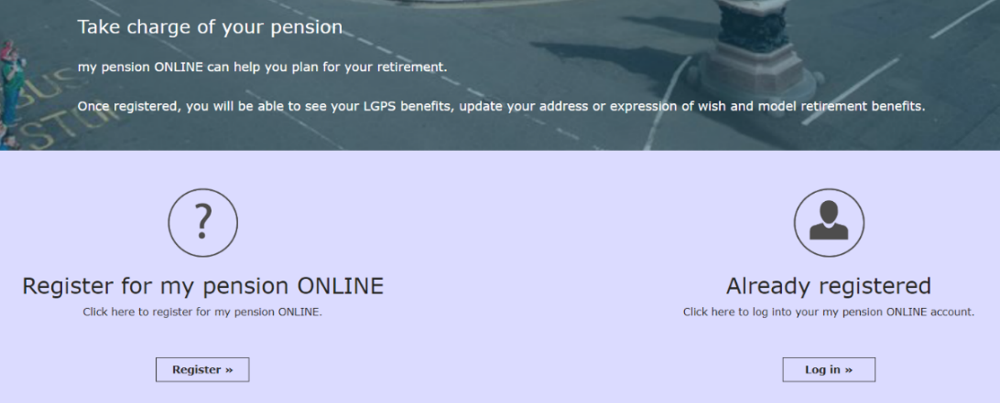 Take charge of your pension
my pension ONLINE can help you plan for your retirement.
Once registered, you will be able to see your LGPS benefits, update your address or expression of wish and model retirement benefits.
BUS
STOP
?
Register for my pension ONLINE
Click here to register for my pension ONLINE.
Register »
Already registered
Click here to log into your my pension ONLINE account.
Log in »